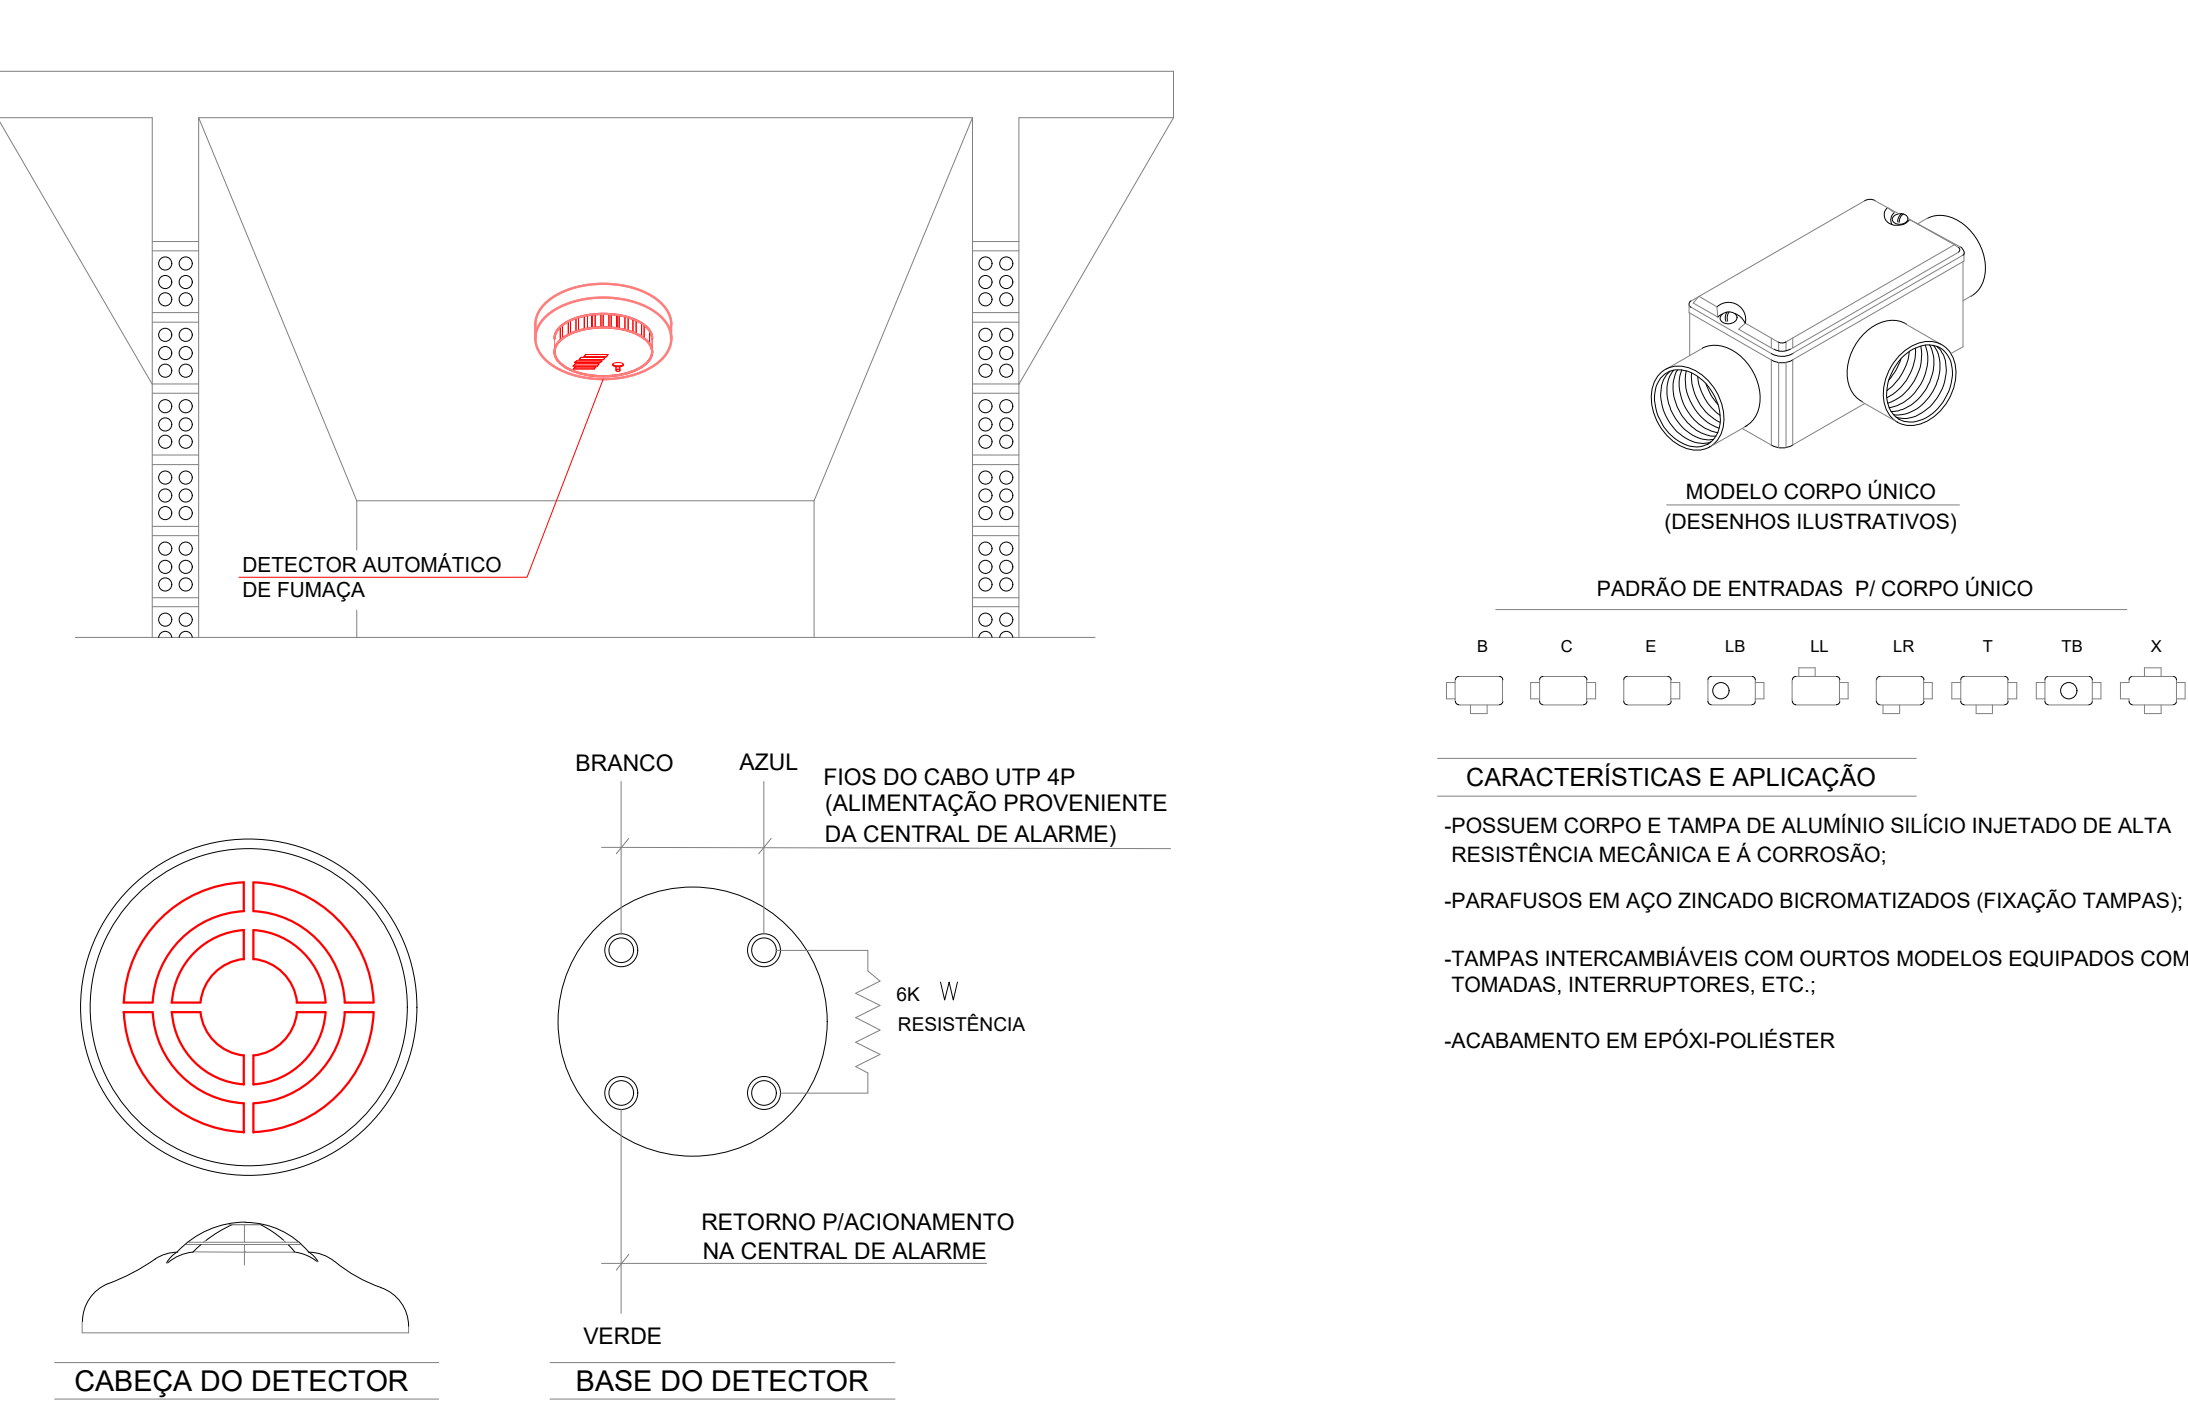 DETECTOR AUTOMÁTICO
DE FUMAÇA
BRANCO
AZUL
FIOS DO CABO UTP 4P
(ALIMENTAÇÃO PROVENIENTE
DA CENTRAL DE ALARME)
6K W
RESISTÊNCIA
RETORNO P/ACIONAMENTO
NA CENTRAL DE ALARME
VERDE
CABEÇA DO DETECTOR
BASE DO DETECTOR
MODELO CORPO ÚNICO
(DESENHOS ILUSTRATIVOS)
PADRÃO DE ENTRADAS P/ CORPO ÚNICO
B C E LB LL LR T TB X
CARACTERÍSTICAS E APLICAÇÃO
-POSSUEM CORPO E TAMPA DE ALUMÍNIO SILÍCIO INJETADO DE ALTA
RESISTÊNCIA MECÂNICA E Á CORROSÃO;
-PARAFUSOS EM AÇO ZINCADO BICROMATIZADOS (FIXAÇÃO TAMPAS);
-TAMPAS INTERCAMBIÁVEIS COM OURTOS MODELOS EQUIPADOS COM
TOMADAS, INTERRUPTORES, ETC.;
-ACABAMENTO EM EPÓXI-POLIÉSTER